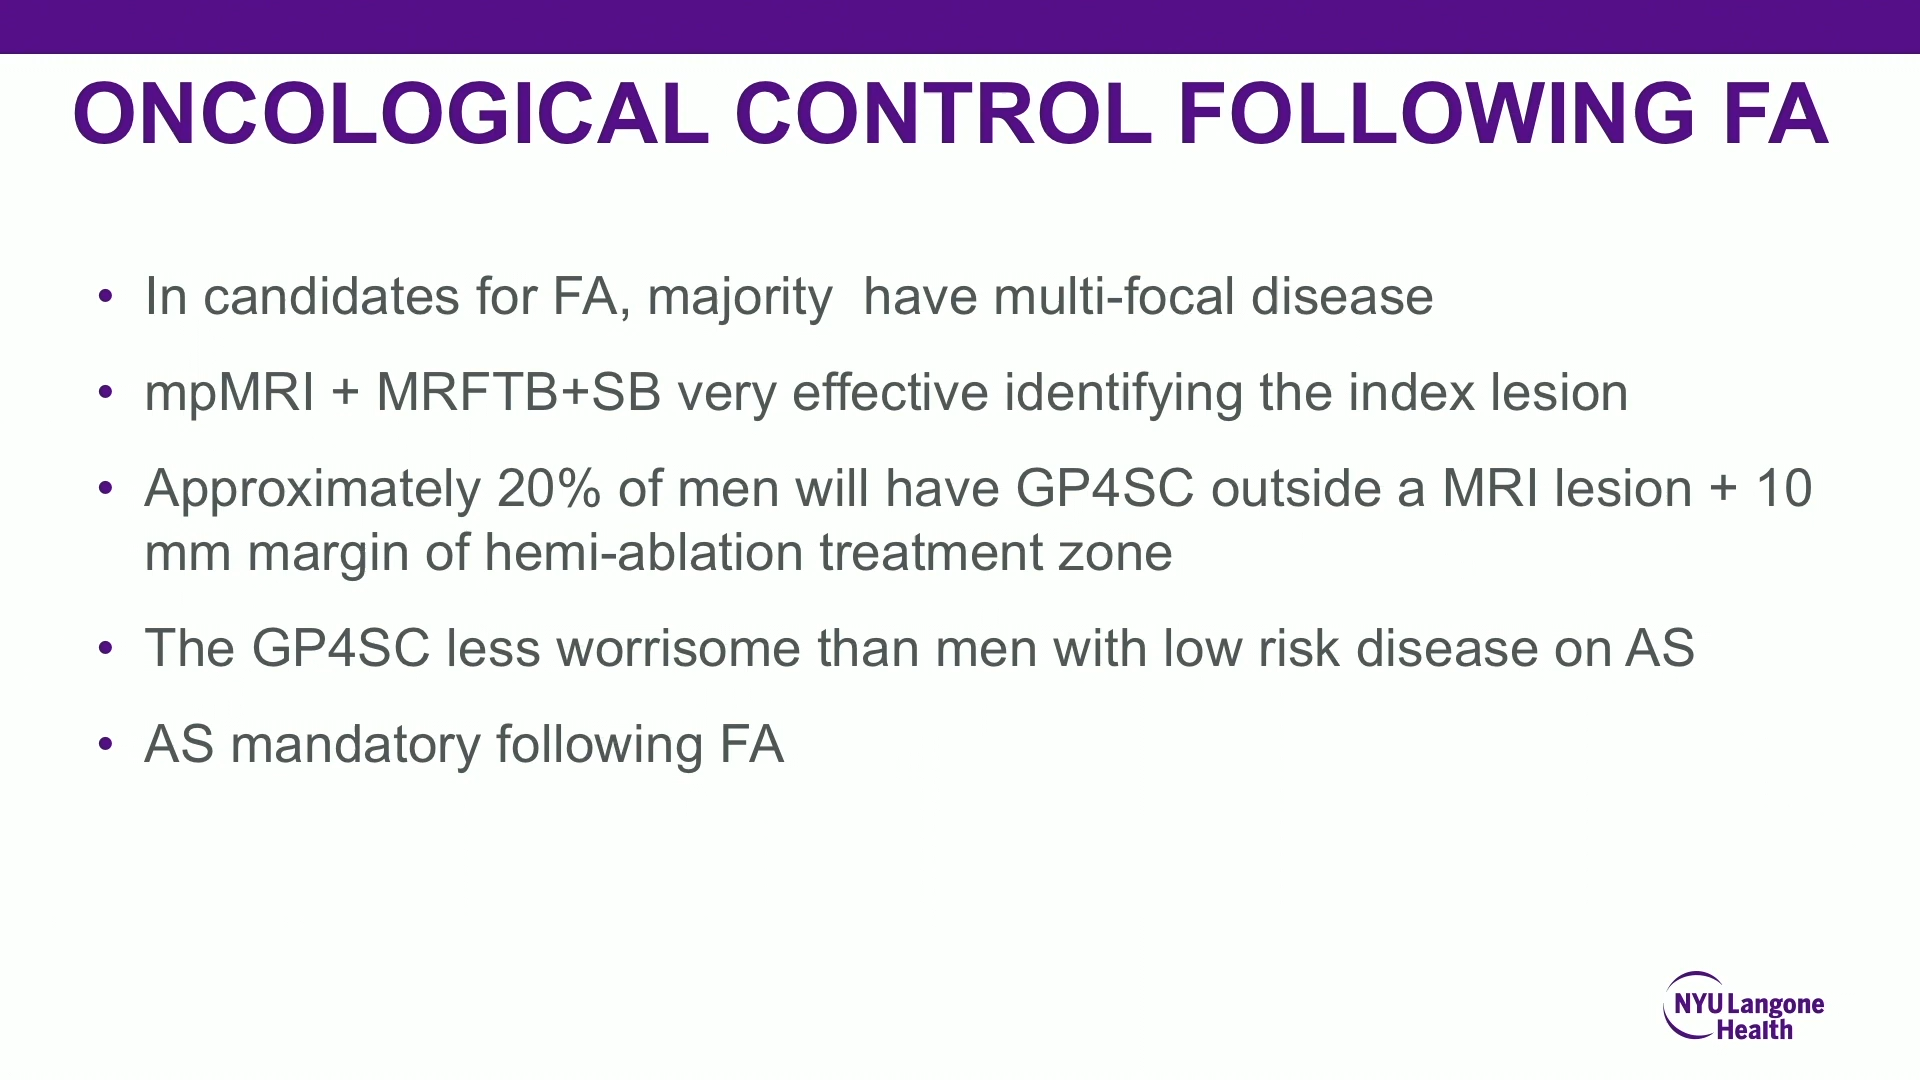 ONCOLOGICAL CONTROL FOLLOWING FA
• In candidates for FA, majority  have multi-focal disease
• mpMRI + MRFTB+SB very effective identifying the index lesion
• Approximately 20% of men will have GP4SC outside a MRI lesion + 10
mm margin of hemi-ablation treatment zone
• The GP4SC less worrisome than men with low risk disease on AS
• AS mandatory following FA
NYU Langone
Health